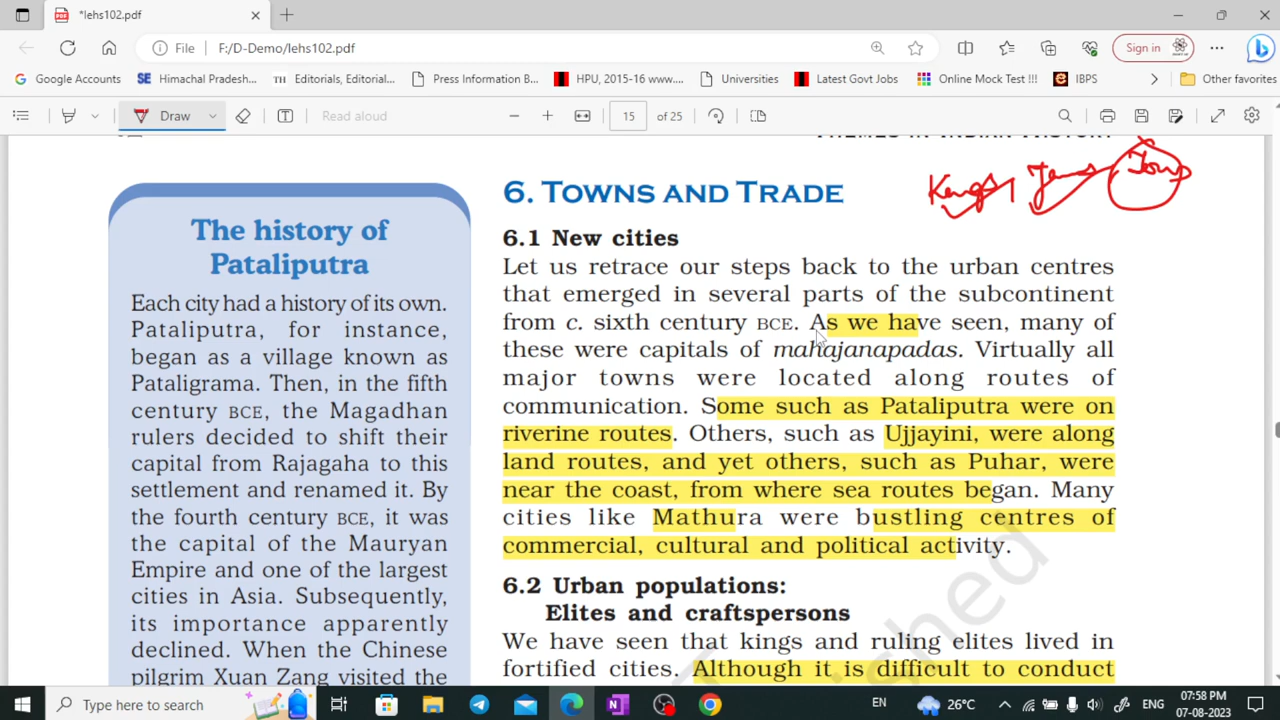 *lehs102.pdf
File F:/D-Demo/lehs102.pdf Sign in
Google Accounts SE Himachal Pradesh... TH Editorials, Editorial... Press Information B... HPU, 2015-16 www.... Universities Latest Govt Jobs Online Mock Test !!! IBPS Other favorites
Draw Read aloud 15 of 25
THEMES IN INDIAN HISTORY
The history of
Pataliputra
Each city had a history of its own.
Pataliputra, for instance,
began as a village known as
Pataligrama. Then, in the fifth
century BCE, the Magadhan
rulers decided to shift their
capital from Rajagaha to this
settlement and renamed it. By
the fourth century BCE, it was
the capital of the Mauryan
Empire and one of the largest
cities in Asia. Subsequently,
its importance apparently
declined. When the Chinese
pilgrim Xuan Zang visited the
6. TOWNS AND TRADE
6.1 New cities
Let us retrace our steps back to the urban centres
that emerged in several parts of the subcontinent
from c. sixth century BCE. As we have seen, many of
these were capitals of mahajanapadas. Virtually all
major towns were located along routes of
communication. Some such as Pataliputra were on
riverine routes. Others, such as Ujjayini, were along
land routes, and yet others, such as Puhar, were
near the coast, from where sea routes began. Many
cities like Mathura were bustling centres of
commercial, cultural and political activity.
6.2 Urban populations:
Elites and craftspersons
We have seen that kings and ruling elites lived in
fortified cities. Although it is difficult to conduct
Type here to search EN 26°C ENG 07:58 PM
07-08-2023